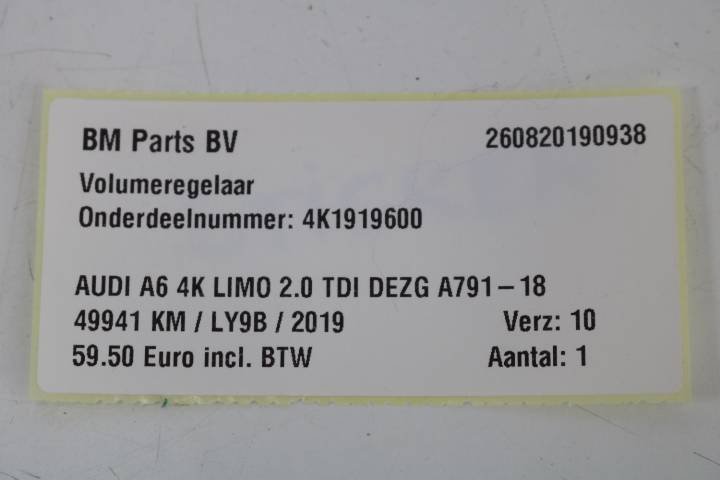 BM Parts BV 260820190938
Volumeregelaar
Onderdeelnummer: 4K1919600
AUDI A6 4K LIMO 2.0 TDI DEZG A791-18
49941 KM / LY9B / 2019 Verz: 10
59.50 Euro incl. BTW Aantal: 1